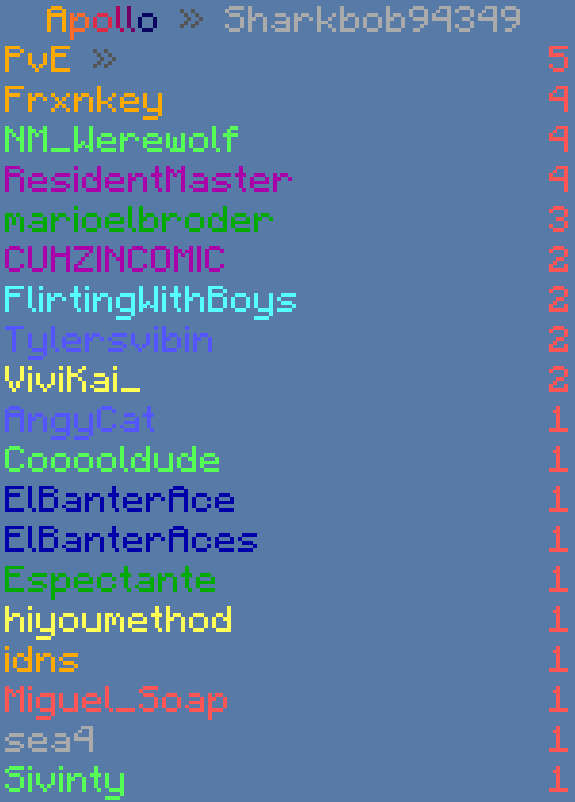 Apollo » Sharkbob94349
PvE » 5
Frxnkey 4
NM_Werewolf 4
ResidentMaster 4
marioelbroder 3
CUHZINCOMIC 2
FlirtingWithBoys 2
Tylersvibin 2
ViviKai_ 2
AngyCat 1
Cooooldude 1
ElBanterAce 1
ElBanterAces 1
Espectante 1
hiyoumethod 1
idns 1
Miguel_Soap 1
sea4 1
Sivinty 1